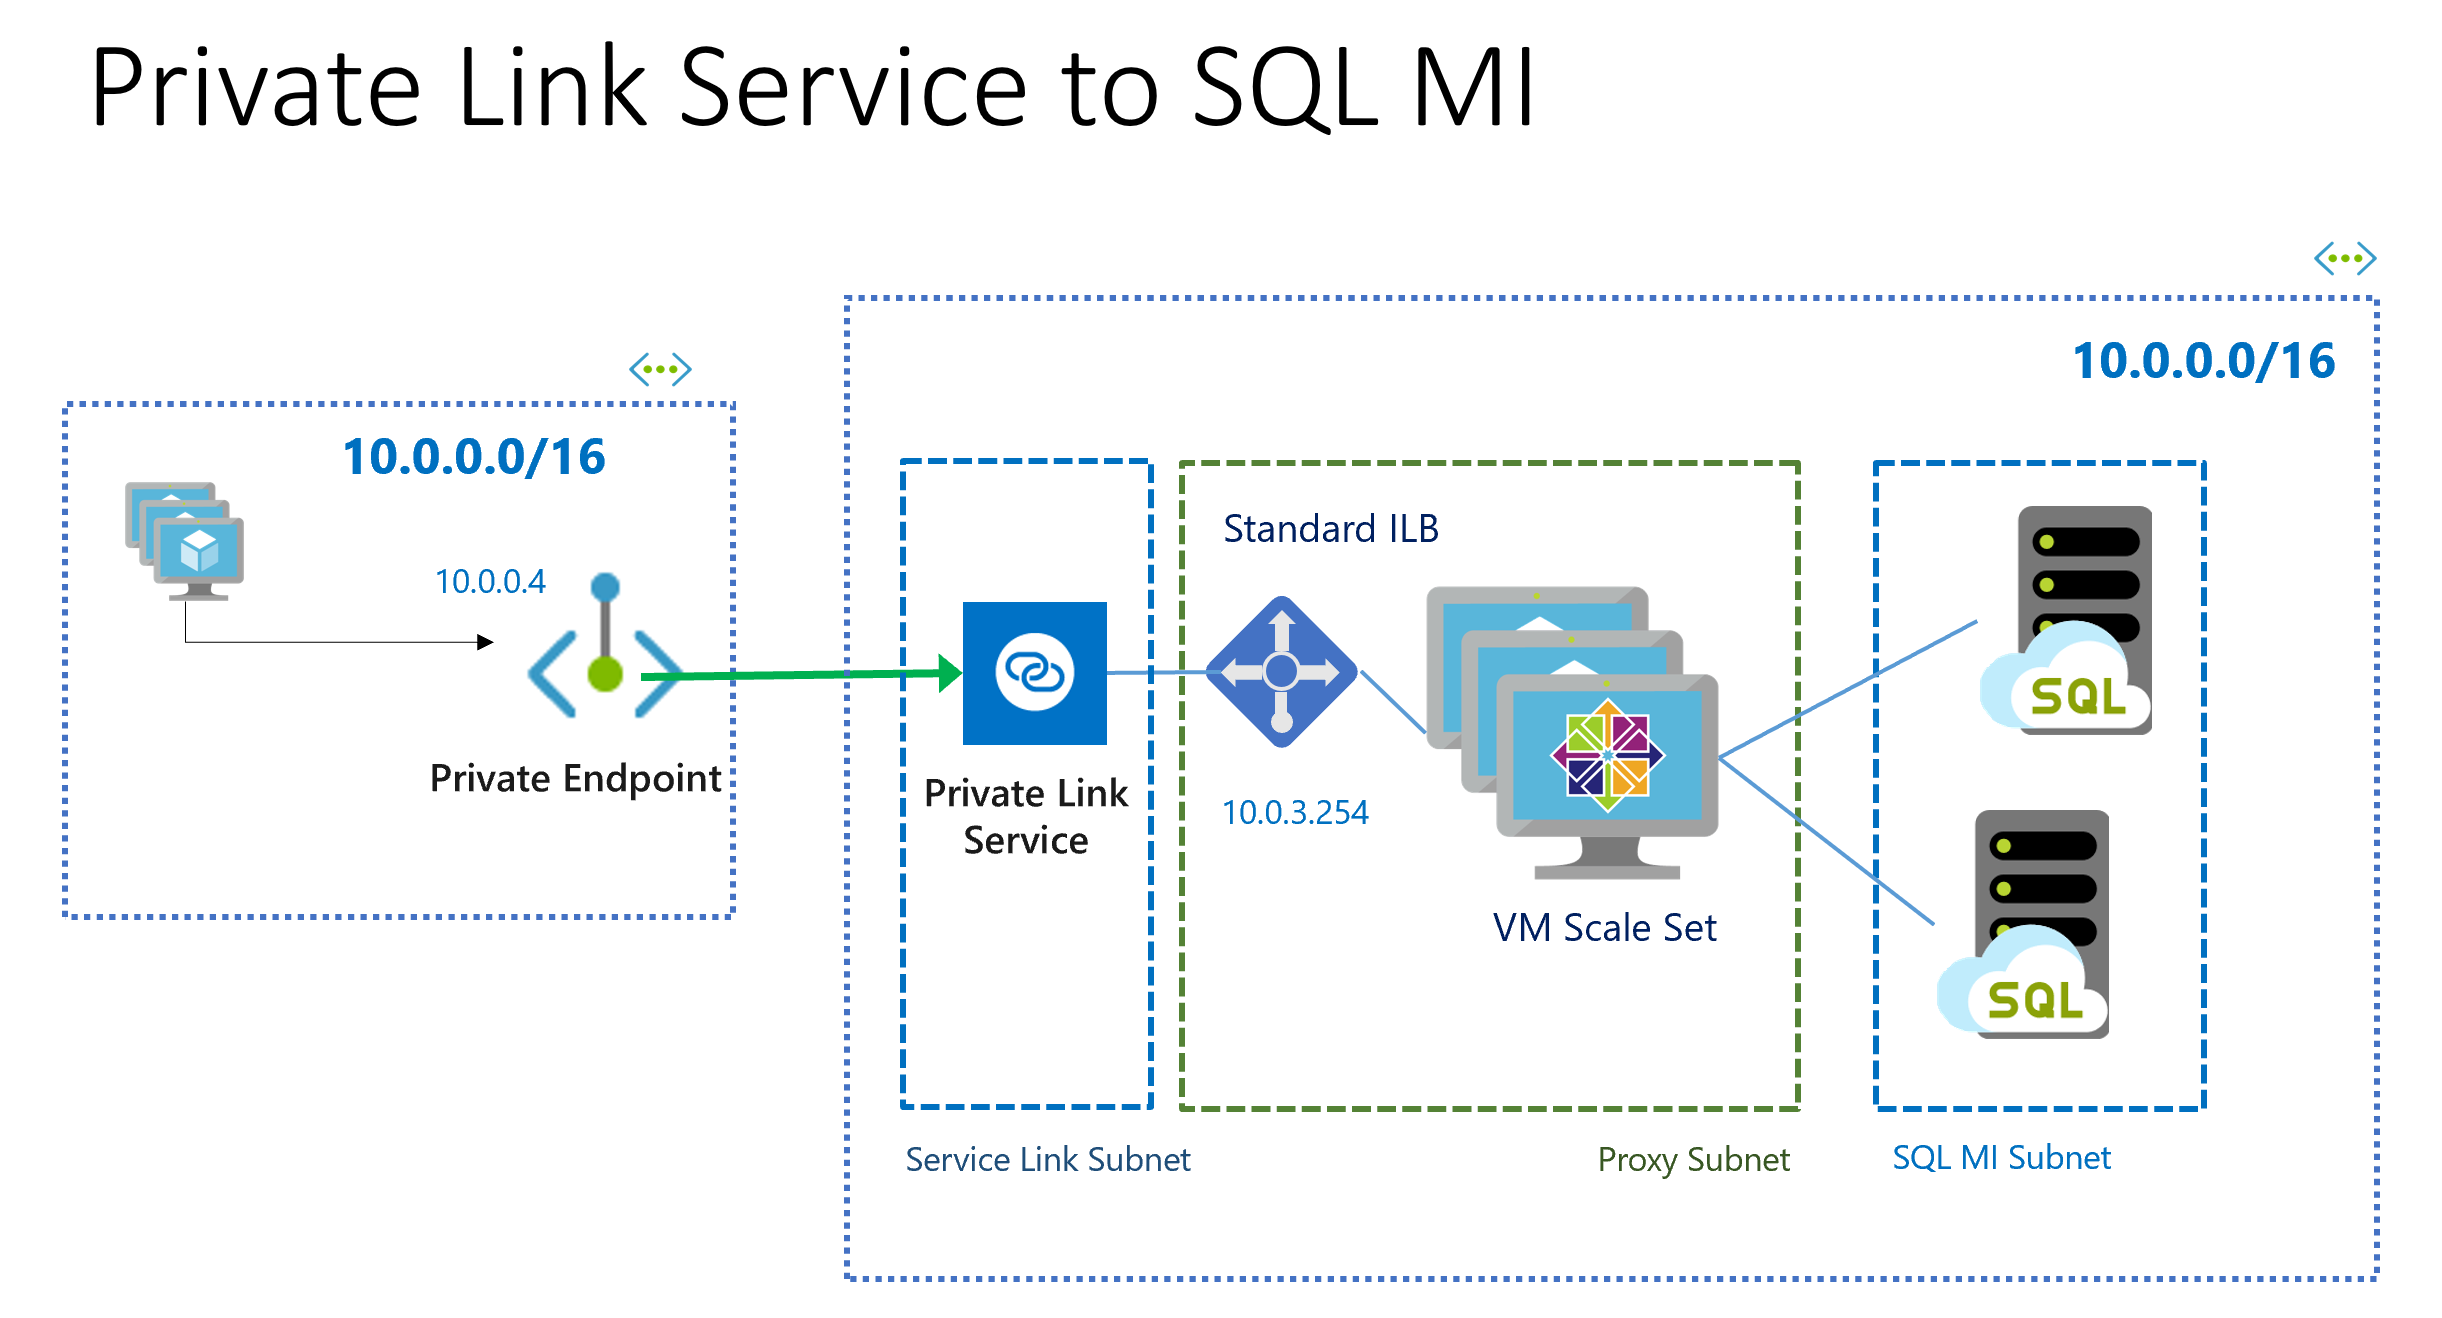 Private Link Service to SQL MI
10.0.0.0/16
10.0.0.4
Private Endpoint
10.0.0.0/16
Private Link
Service
Service Link Subnet
Standard ILB
10.0.3.254
VM Scale Set
Proxy Subnet
SQL
SQL
SQL MI Subnet